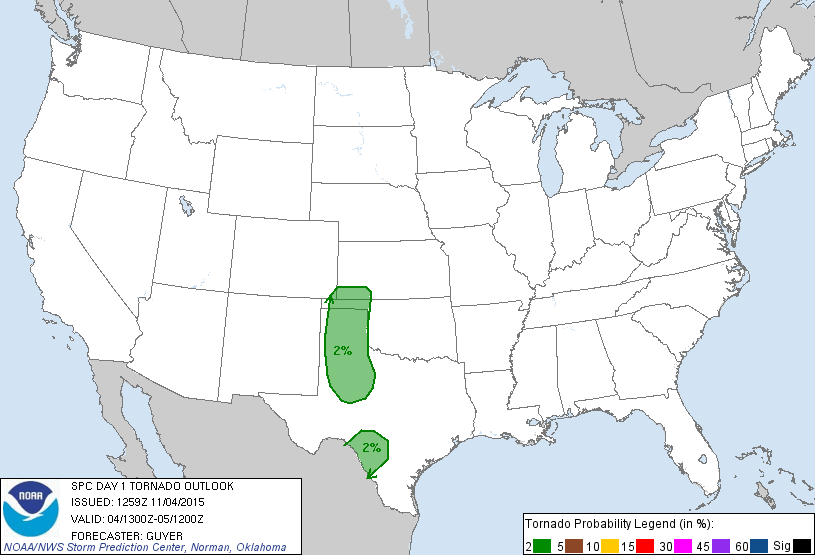 2%
2%
NOAA
SPC DAY 1 TORNADO OUTLOOK
ISSUED: 1259Z 11/04/2015
VALID: 04/1300Z-05/1200Z
FORECASTER: GUYER
NOAA/NWS Storm Prediction Center, Norman, Oklahoma
Tornado Probability Legend (in %):
2 5 10 15 30 45 60 Sig